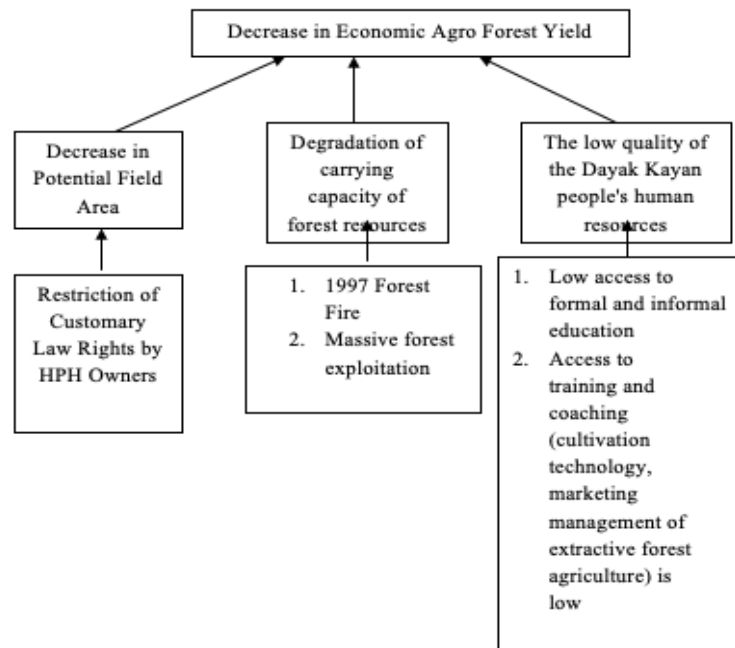 Decrease in Economic Agro Forest Yield
Decrease in
Potential Field
Area
Degradation of
carrying
capacity of
forest resources
The low quality of
the Dayak Kayan
people's human
resources
Restriction of
Customary
Law Rights by
HPH Owners
1. 1997 Forest
Fire
2. Massive forest
exploitation
1. Low access to
formal and informal
education
2. Access to
training and
coaching
(cultivation
technology,
marketing
management of
extractive forest
agriculture) is
low